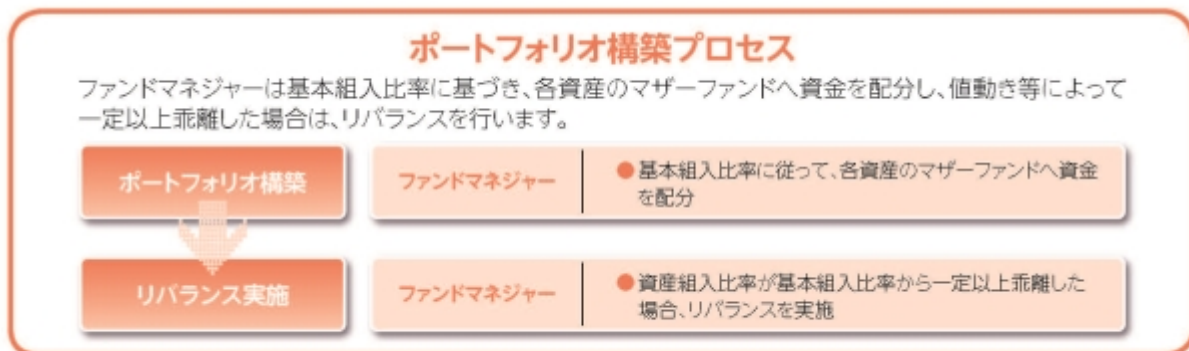 ポートフォリオ構築プロセス
ファンドマネジャーは基本組入比率に基づき、各資産のマザーファンドへ資金を配分し、値動き等によって
一定以上乖離した場合は、リバランスを行います。
ポートフォリオ構築
ファンドマネジャー
●基本組入比率に従って、各資産のマザーファンドへ資金
を配分
リバランス実施
ファンドマネジャー
●資産組入比率が基本組入比率から一定以上乖離した
場合、リバランスを実施